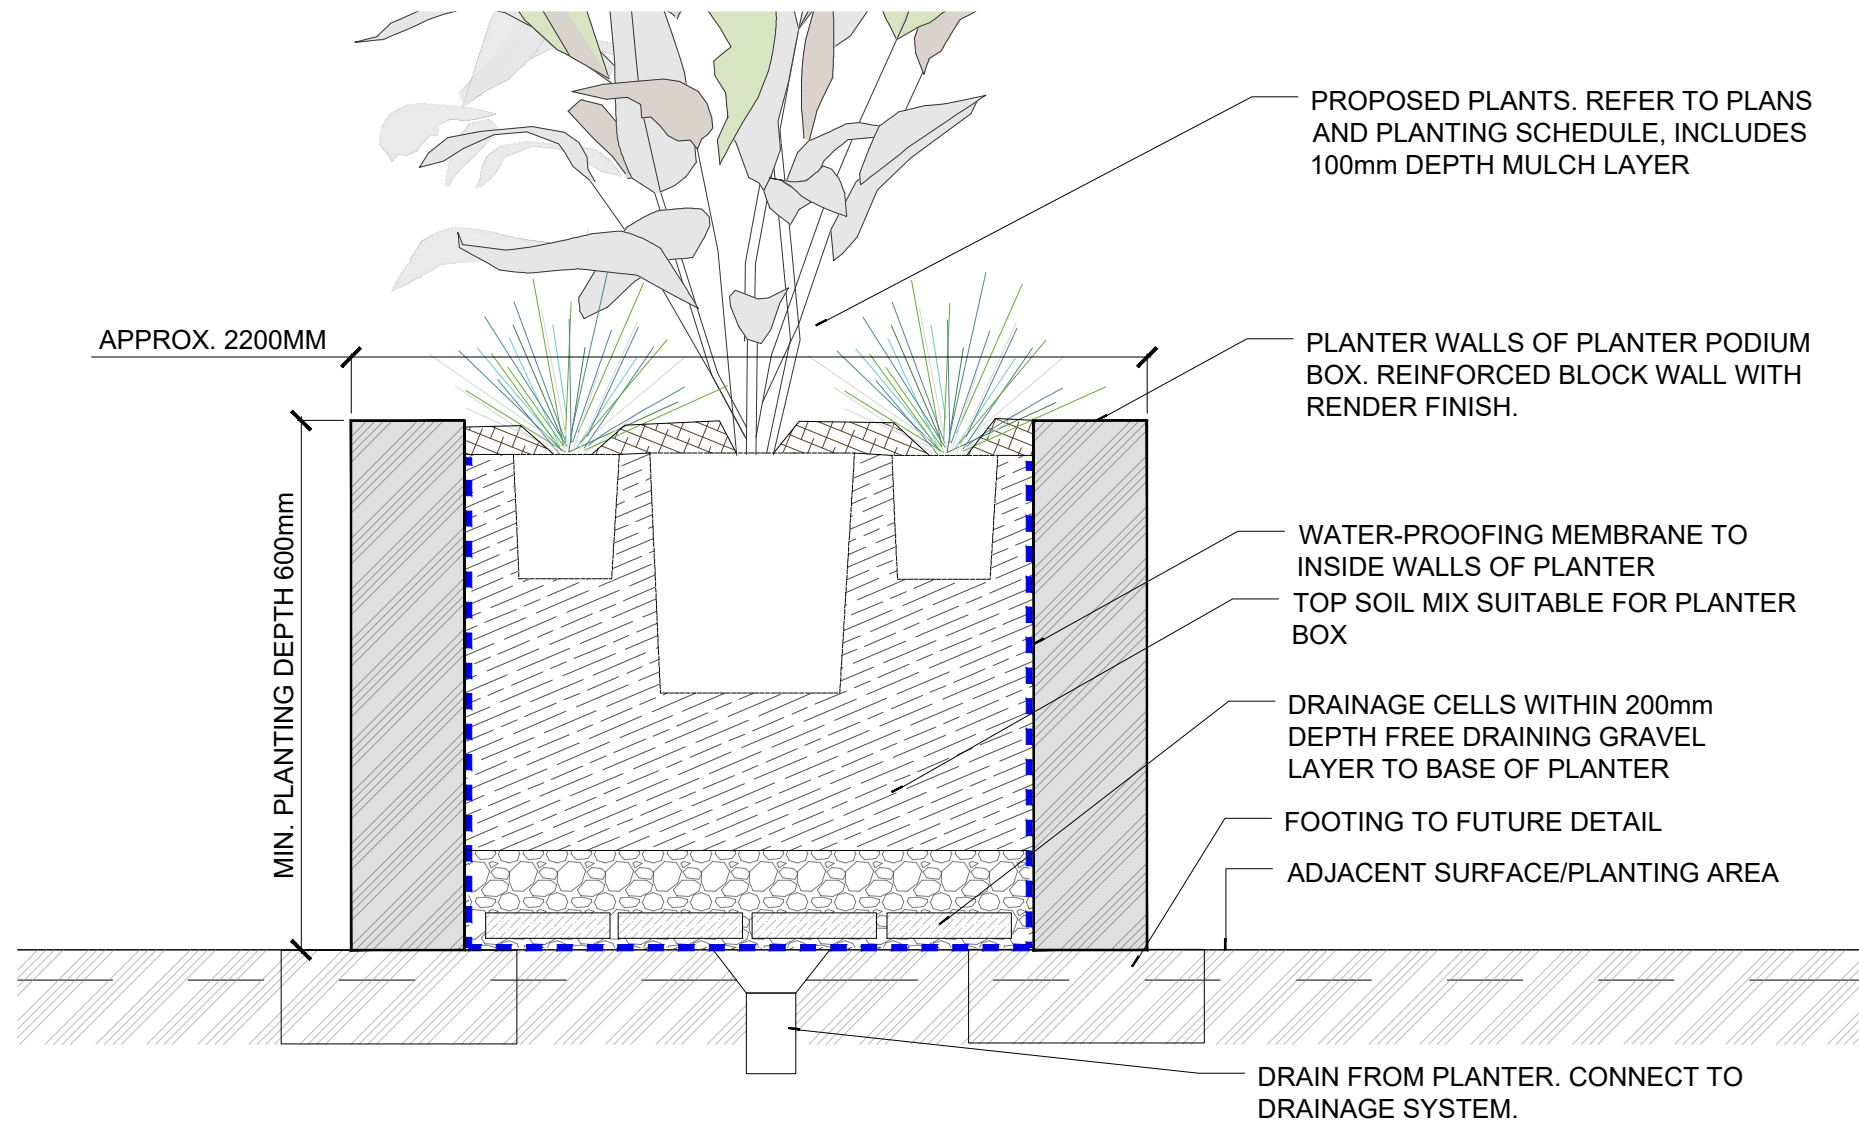 PROPOSED PLANTS. REFER TO PLANS
AND PLANTING SCHEDULE, INCLUDES
100mm DEPTH MULCH LAYER
APPROX. 2200MM
PLANTER WALLS OF PLANTER PODIUM
BOX. REINFORCED BLOCK WALL WITH
RENDER FINISH.
MIN. PLANTING DEPTH 600mm
WATER-PROOFING MEMBRANE TO
INSIDE WALLS OF PLANTER
TOP SOIL MIX SUITABLE FOR PLANTER
BOX
DRAINAGE CELLS WITHIN 200mm
DEPTH FREE DRAINING GRAVEL
LAYER TO BASE OF PLANTER
FOOTING TO FUTURE DETAIL
ADJACENT SURFACE/PLANTING AREA
DRAIN FROM PLANTER. CONNECT TO
DRAINAGE SYSTEM.